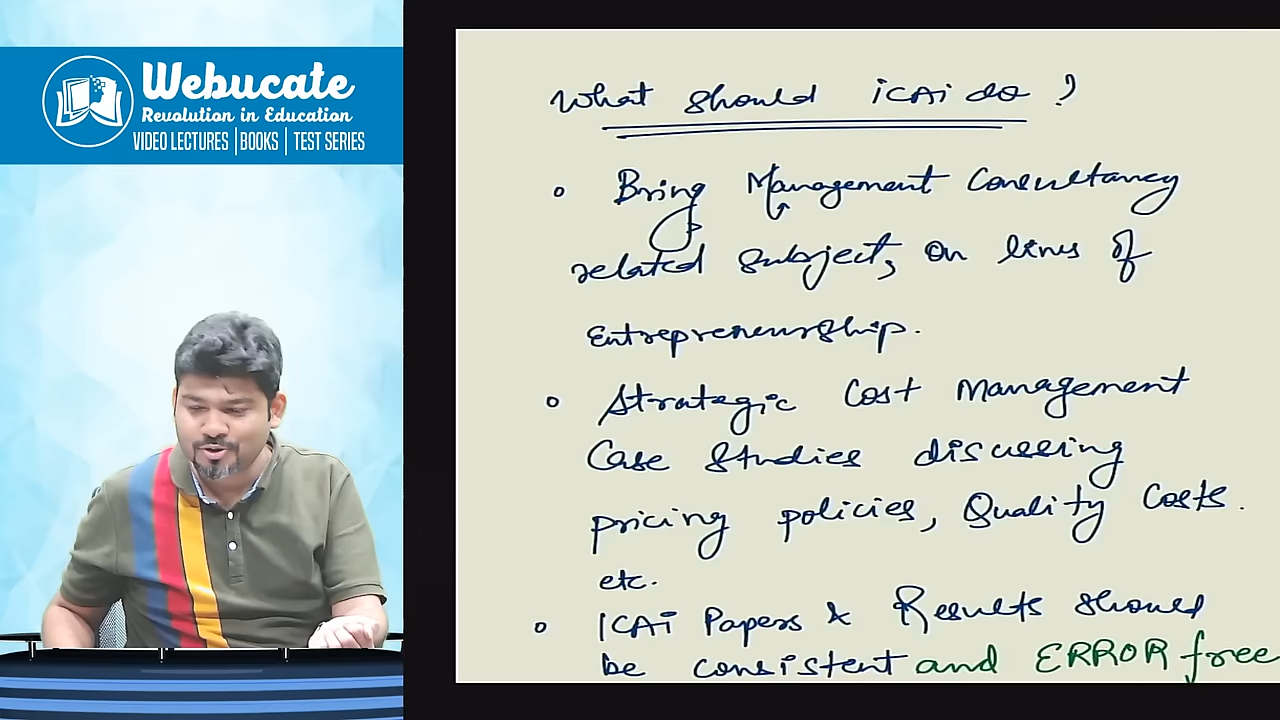 Webucate
Revolution in Education
VIDEO LECTURES | BOOKS | TEST SERIES
What should iCAi do ?
Bring Management Consultancy
related subject, on lines of
Entrepreneurship.
Strategic Cost Management
Case Studies discussing
pricing policies, Quality Costs.
etc.
ICAi Papers & Results should
be consistent and ERROR free